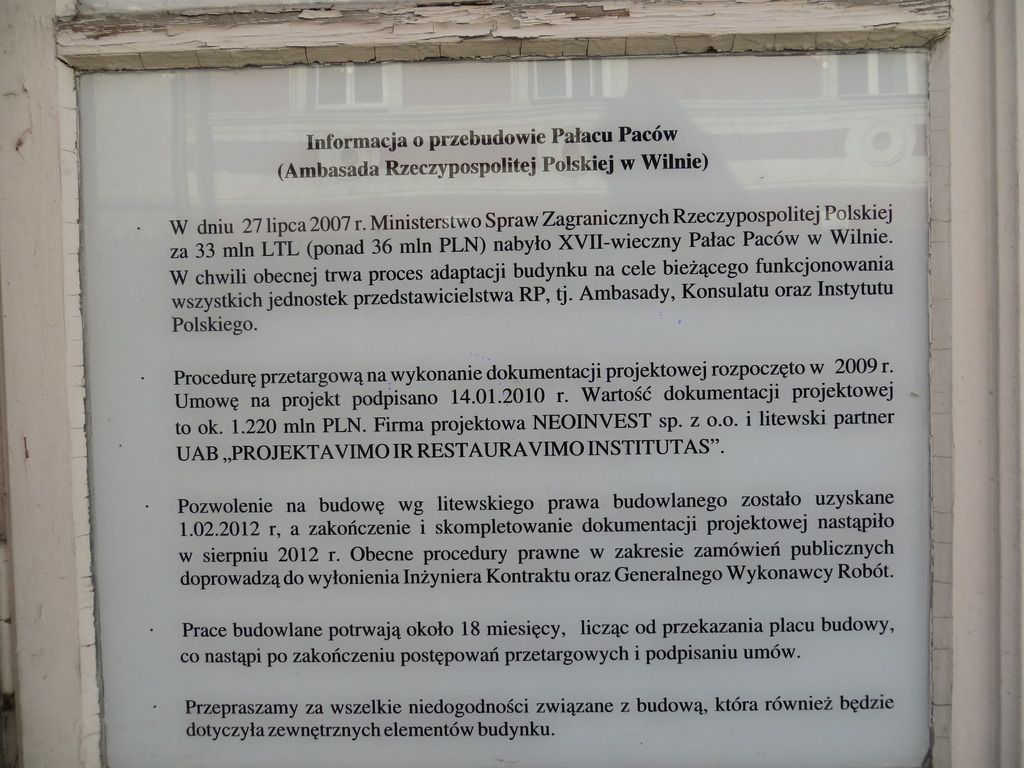 Informacja o przebudowie Pałacu Paców
(Ambasada Rzeczypospolitej Polskiej w Wilnie)
· W dniu 27 lipca 2007 r. Ministerstwo Spraw Zagranicznych Rzeczypospolitej Polskiej
za 33 mln LTL (ponad 36 mln PLN) nabyło XVII-wieczny Pałac Paców w Wilnie.
W chwili obecnej trwa proces adaptacji budynku na cele bieżącego funkcjonowania
wszystkich jednostek przedstawicielstwa RP, tj. Ambasady, Konsulatu oraz Instytutu
Polskiego.
· Procedurę przetargową na wykonanie dokumentacji projektowej rozpoczęto w 2009 r.
Umowę na projekt podpisano 14.01.2010 r. Wartość dokumentacji projektowej
to ok. 1.220 mln PLN. Firma projektowa NEOINVEST sp. z o.o. i litewski partner
UAB „PROJEKTAVIMO IR RESTAURAVIMO INSTITUTAS”.
· Pozwolenie na budowę wg litewskiego prawa budowlanego zostało uzyskane
1.02.2012 r, a zakończenie i skompletowanie dokumentacji projektowej nastąpiło
w sierpniu 2012 r. Obecne procedury prawne w zakresie zamówień publicznych
doprowadzą do wyłonienia Inżyniera Kontraktu oraz Generalnego Wykonawcy Robót.
· Prace budowlane potrwają około 18 miesięcy, licząc od przekazania placu budowy,
co nastąpi po zakończeniu postępowań przetargowych i podpisaniu umów.
· Przepraszamy za wszelkie niedogodności związane z budową, która również będzie
dotyczyła zewnętrznych elementów budynku.